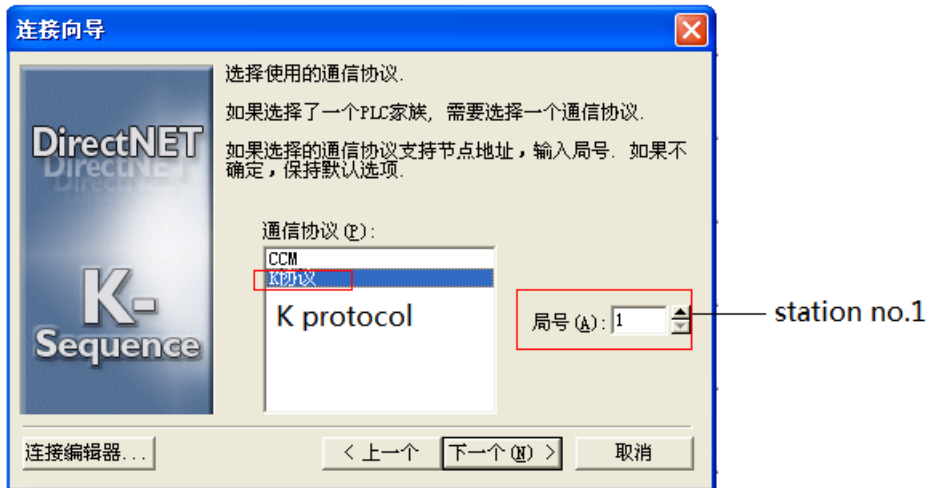 连接向导
选择使用的通信协议.
如果选择了一个PLC家族, 需要选择一个通信协议.
如果选择的通信协议支持节点地址，输入局号. 如果不
确定，保持默认选项.
DirectNET
DirectNET
K-
Sequence
通信协议(P):
CCM
K协议
K protocol
局号(A): 1
station no.1
连接编辑器...
< 上一个
下一个(N) >
取消